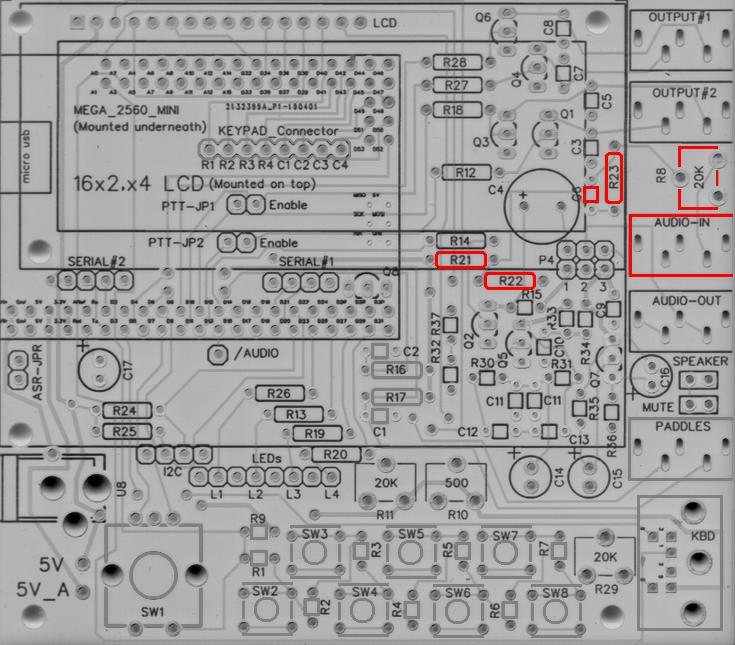 Q6
LCD
C8
OUTPUT#1
R28
Q4
C7
R27
MEGA_2560_MINI
2132399A_P1-190401
C5
OUTPUT#2
R18
(Mounted underneath)
KEYPAD_Connector
Q3
Q1
C3
micro usb
R1 R2 R3 R4 C1 C2 C3 C4
R12
R23
R8
20K
16x2.x4 LCD (Mounted on top)
C4
PTT-JP1
Enable
AUDIO-IN
PTT-JP2
Enable
R14
SERIAL#2
SERIAL#1
R21
P4
R22
1 2 3
R15
AUDIO-OUT
R37
R33
C9
Q2
/AUDIO
ASR-JPR
C17
C2
R32
Q5
C10
R34
R16
R30
R31
Q7
C16
SPEAKER
R26
R17
C11
C11
R24
R13
C1
R35
MUTE
R25
R19
C12
C13
R36
PADDLES
I2C
LEDs
R20
U8
L1 L2 L3 L4
20K
500
C14
C15
R11
R10
R9
SW3
R3
SW5
R5
SW7
R7
20K
KBD
5V
R1
5V_A
SW1
SW2
R2
SW4
R4
SW6
R6
SW8
R29